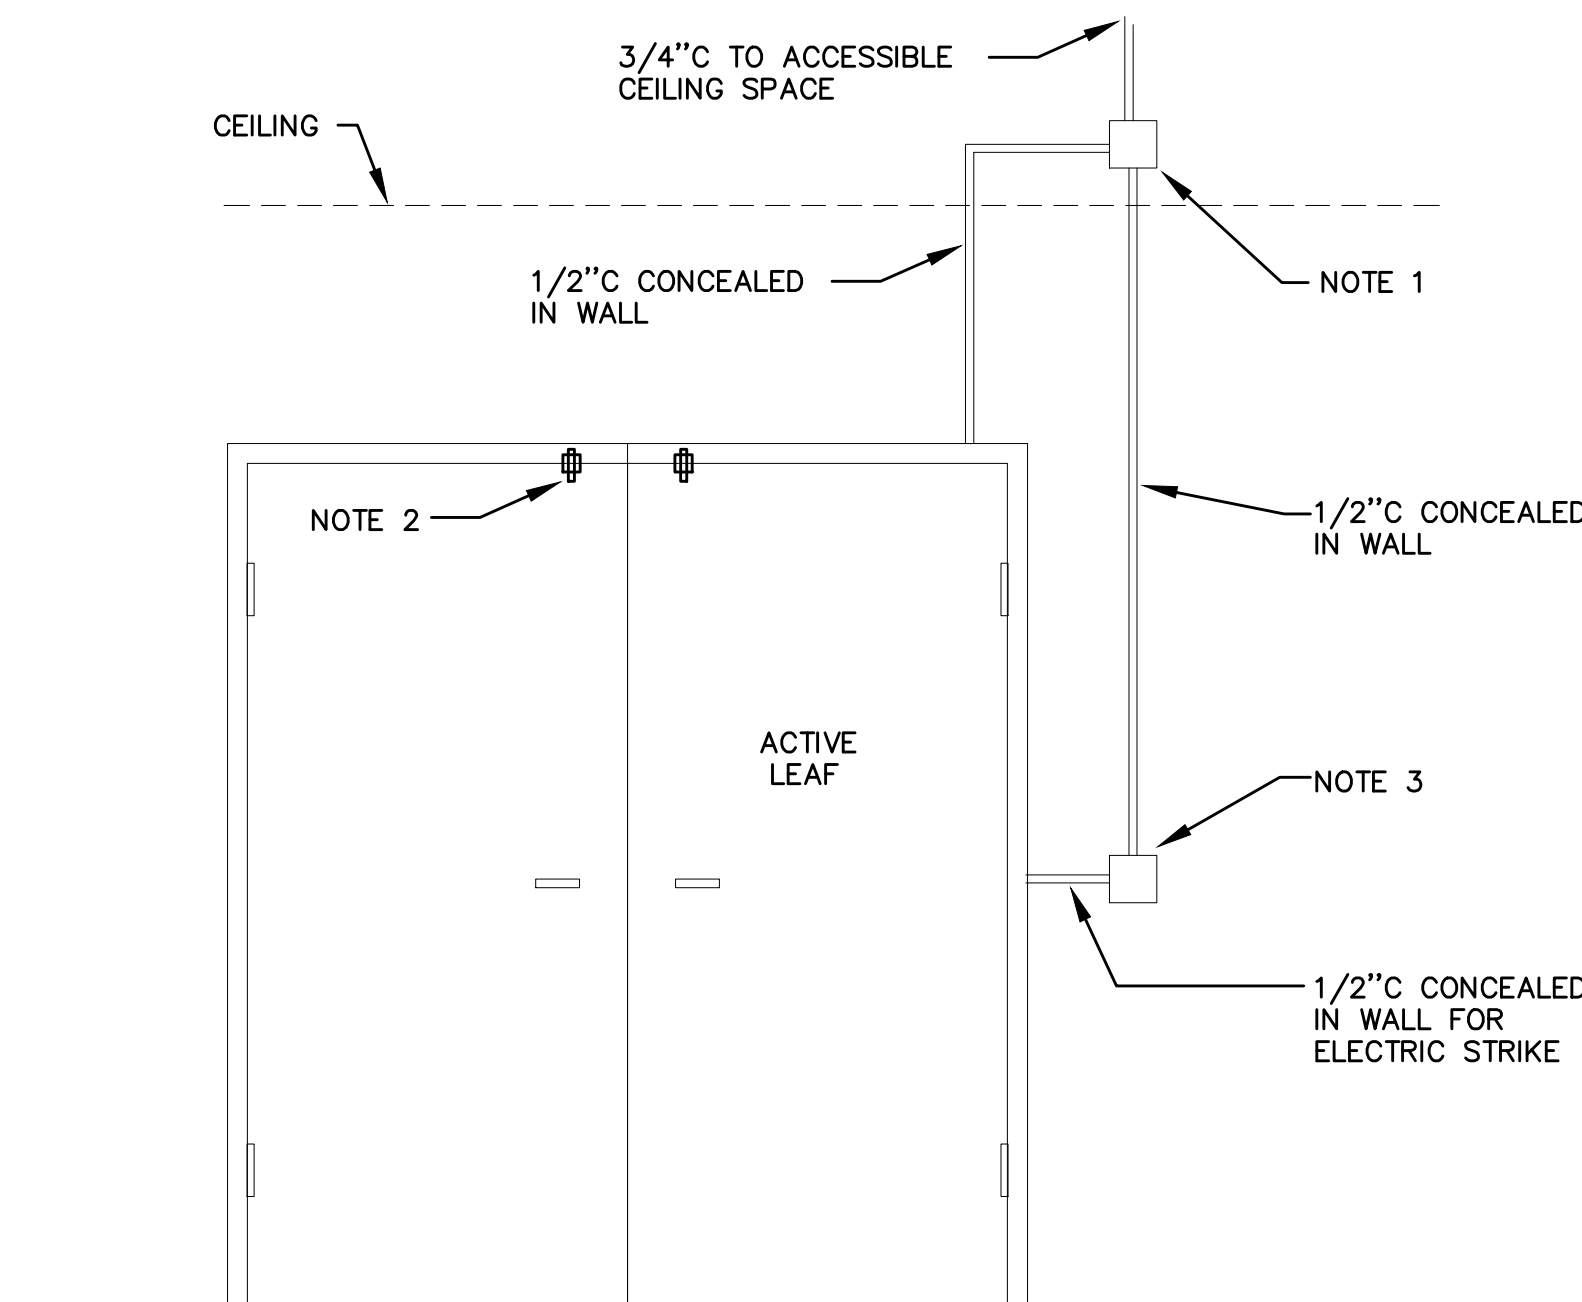 3/4"C TO ACCESSIBLE
CEILING SPACE
CEILING
1/2"C CONCEALED
IN WALL
NOTE 1
NOTE 2
1/2"C CONCEALED
IN WALL
ACTIVE
LEAF
NOTE 3
1/2"C CONCEALED
IN WALL FOR
ELECTRIC STRIKE